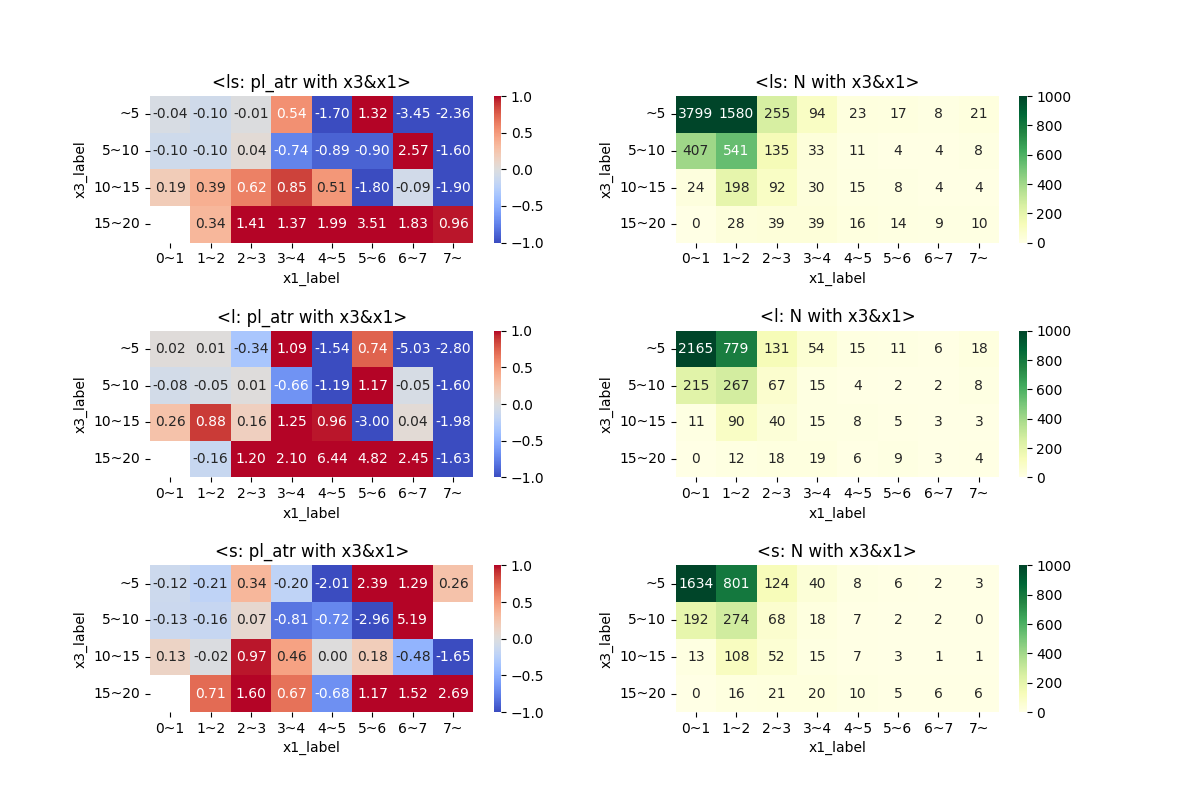 <ls: pl_atr with x3&x1>
x3_label
~5 -0.04 -0.10 -0.01 0.54 -1.70 1.32 -3.45 -2.36
5~10 -0.10 -0.10 0.04 -0.74 -0.89 -0.90 2.57 -1.60
10~15 0.19 0.39 0.62 0.85 0.51 -1.80 -0.09 -1.90
15~20 0.34 1.41 1.37 1.99 3.51 1.83 0.96
0~1 1~2 2~3 3~4 4~5 5~6 6~7 7~
x1_label
1.0
0.5
0.0
−0.5
−1.0
<ls: N with x3&x1>
x3_label
~5 3799 1580 255 94 23 17 8 21
5~10 407 541 135 33 11 4 4 8
10~15 24 198 92 30 15 8 4 4
15~20 0 28 39 39 16 14 9 10
0~1 1~2 2~3 3~4 4~5 5~6 6~7 7~
x1_label
1000
800
600
400
200
0
<l: pl_atr with x3&x1>
x3_label
~5 0.02 0.01 -0.34 1.09 -1.54 0.74 -5.03 -2.80
5~10 -0.08 -0.05 0.01 -0.66 -1.19 1.17 -0.05 -1.60
10~15 0.26 0.88 0.16 1.25 0.96 -3.00 0.04 -1.98
15~20 -0.16 1.20 2.10 6.44 4.82 2.45 -1.63
0~1 1~2 2~3 3~4 4~5 5~6 6~7 7~
x1_label
1.0
0.5
0.0
−0.5
−1.0
<l: N with x3&x1>
x3_label
~5 2165 779 131 54 15 11 6 18
5~10 215 267 67 15 4 2 2 8
10~15 11 90 40 15 8 5 3 3
15~20 0 12 18 19 6 9 3 4
0~1 1~2 2~3 3~4 4~5 5~6 6~7 7~
x1_label
1000
800
600
400
200
0
<s: pl_atr with x3&x1>
x3_label
~5 -0.12 -0.21 0.34 -0.20 -2.01 2.39 1.29 0.26
5~10 -0.13 -0.16 0.07 -0.81 -0.72 -2.96 5.19
10~15 0.13 -0.02 0.97 0.46 0.00 0.18 -0.48 -1.65
15~20 0.71 1.60 0.67 -0.68 1.17 1.52 2.69
0~1 1~2 2~3 3~4 4~5 5~6 6~7 7~
x1_label
1.0
0.5
0.0
−0.5
−1.0
<s: N with x3&x1>
x3_label
~5 1634 801 124 40 8 6 2 3
5~10 192 274 68 18 7 2 2 0
10~15 13 108 52 15 7 3 1 1
15~20 0 16 21 20 10 5 6 6
0~1 1~2 2~3 3~4 4~5 5~6 6~7 7~
x1_label
1000
800
600
400
200
0